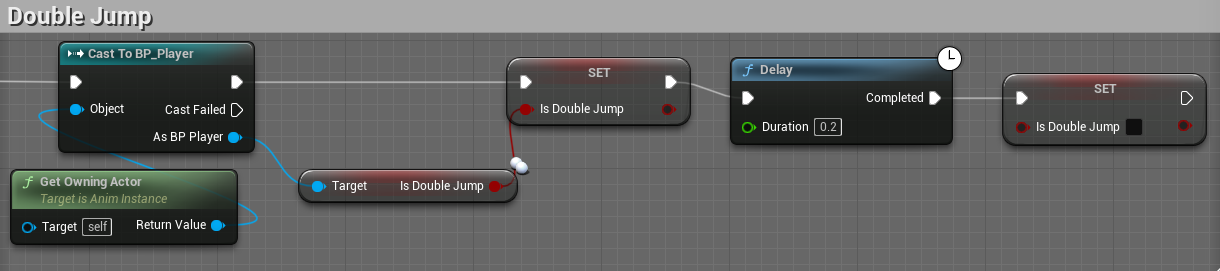 Double Jump
Cast To BP_Player
Object
Cast Failed
As BP Player
Get Owning Actor
Target is Anim Instance
Target self
Return Value
Target
Is Double Jump
SET
Is Double Jump
Delay
Completed
Duration 0.2
SET
Is Double Jump